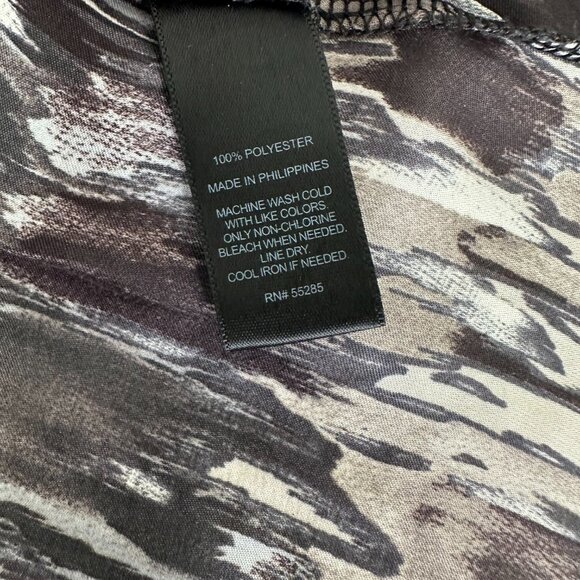 100% POLYESTER
MADE IN PHILIPPINES
MACHINE WASH COLD
WITH LIKE COLORS.
ONLY NON-CHLORINE
BLEACH WHEN NEEDED.
LINE DRY.
COOL IRON IF NEEDED
RN# 55285